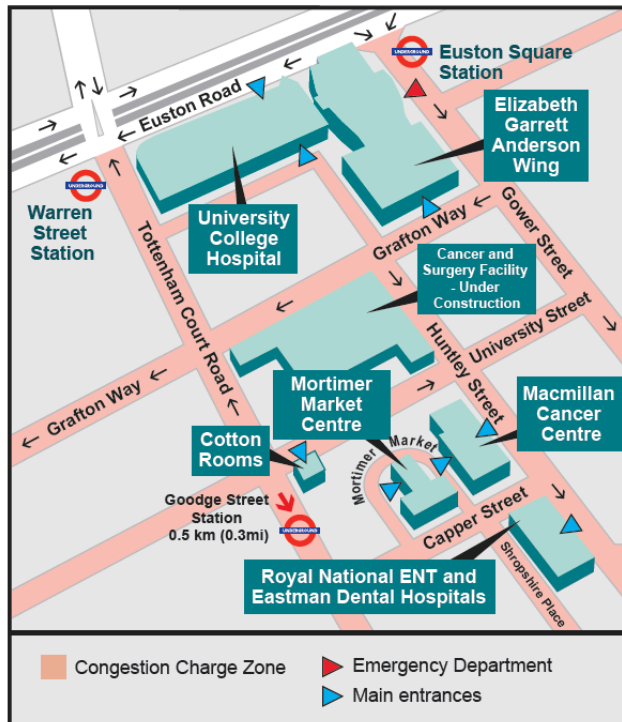 UNDERGROUND
Euston Square
Station
Euston Road
Elizabeth
Garrett
Anderson
Wing
UNDERGROUND
Warren
Street
Station
University
College
Hospital
Grafton Way
Gower Street
Tottenham Court Road
Cancer and
Surgery Facility
- Under
Construction
University Street
Huntley Street
Grafton Way
Mortimer
Market
Centre
Macmillan
Cancer
Centre
Cotton
Rooms
Mortimer Market
Goodge Street
Station
0.5 km (0.3mi)
UNDERGROUND
Capper Street
Royal National ENT and
Eastman Dental Hospitals
Shropshire Place
Congestion Charge Zone
Emergency Department
Main entrances